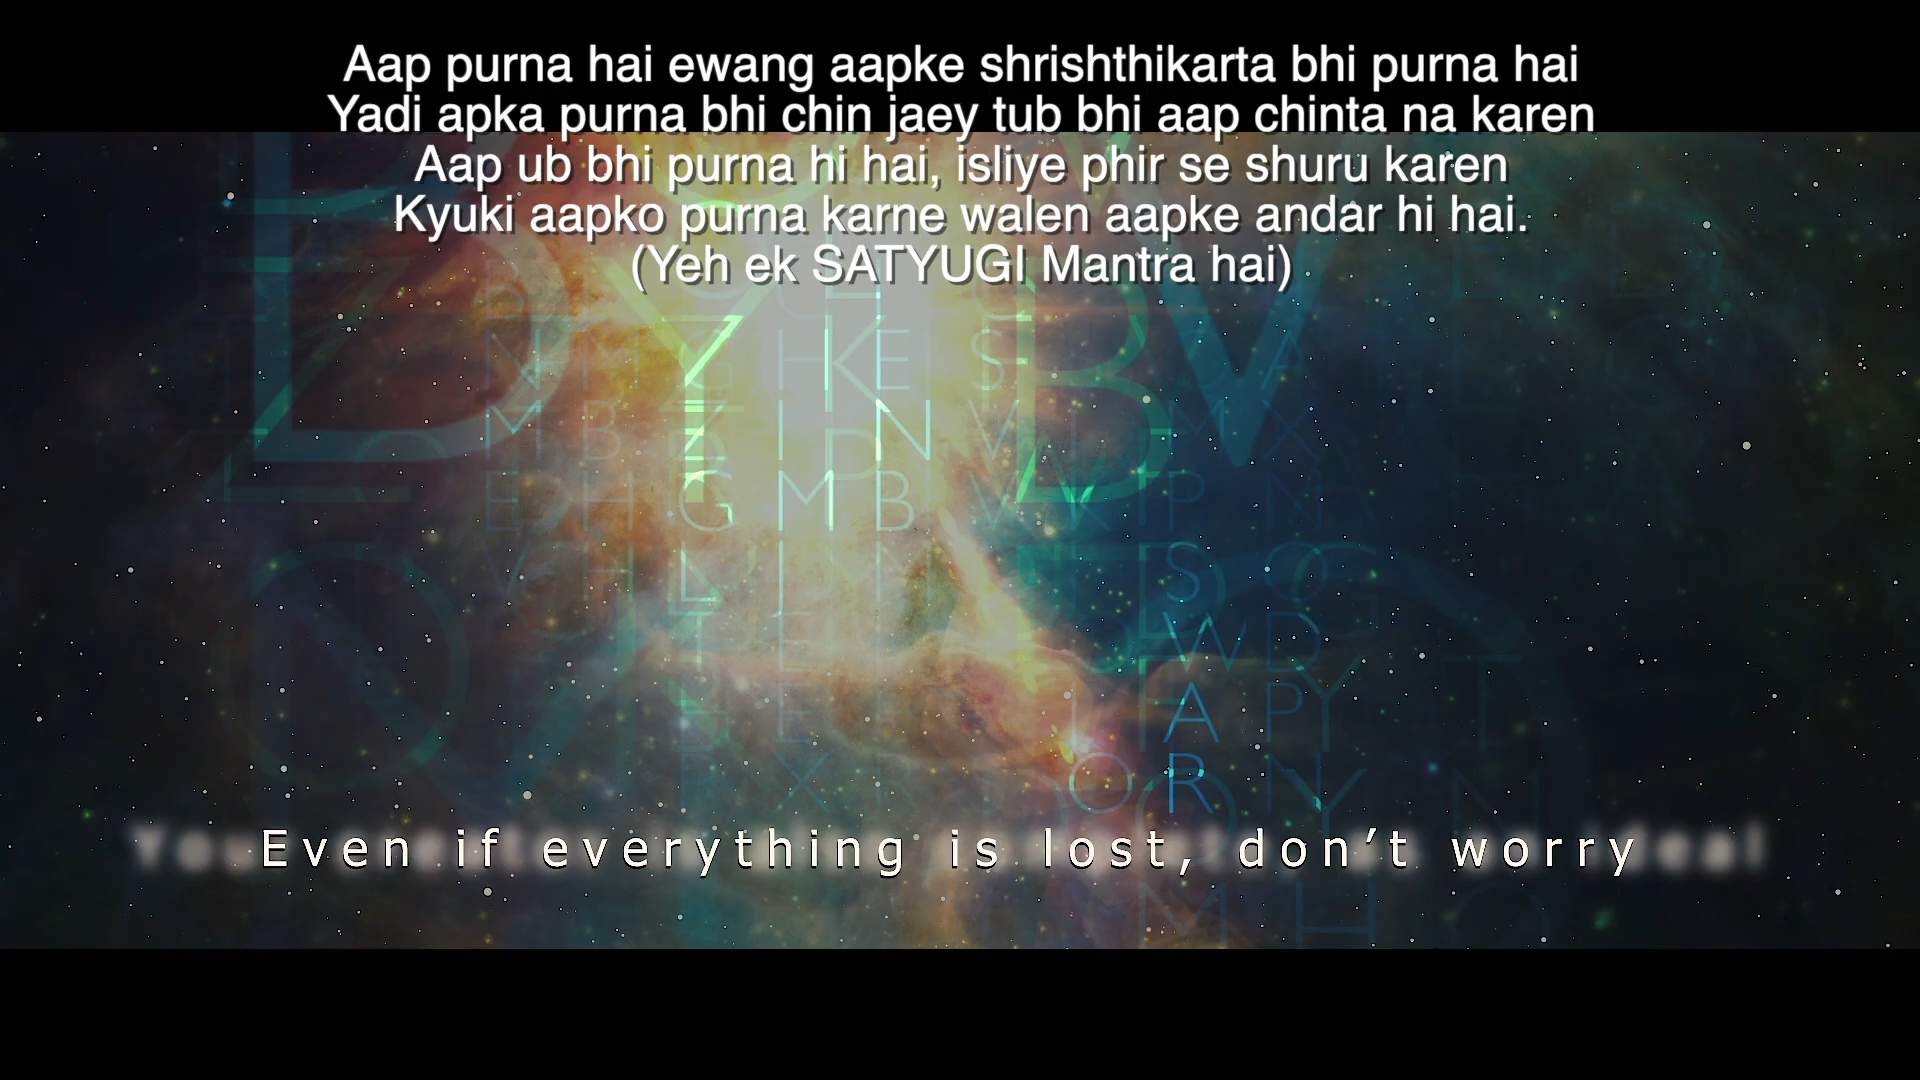 Aap purna hai ewang aapke shrishthikarta bhi purna hai
Yadi apka purna bhi chin jaey tub bhi aap chinta na karen
Aap ub bhi purna hi hai, isliye phir se shuru karen
Kyuki aapko purna karne walen aapke andar hi hai.
(Yeh ek SATYUGI Mantra hai)
Even if everything is lost, don’t worry